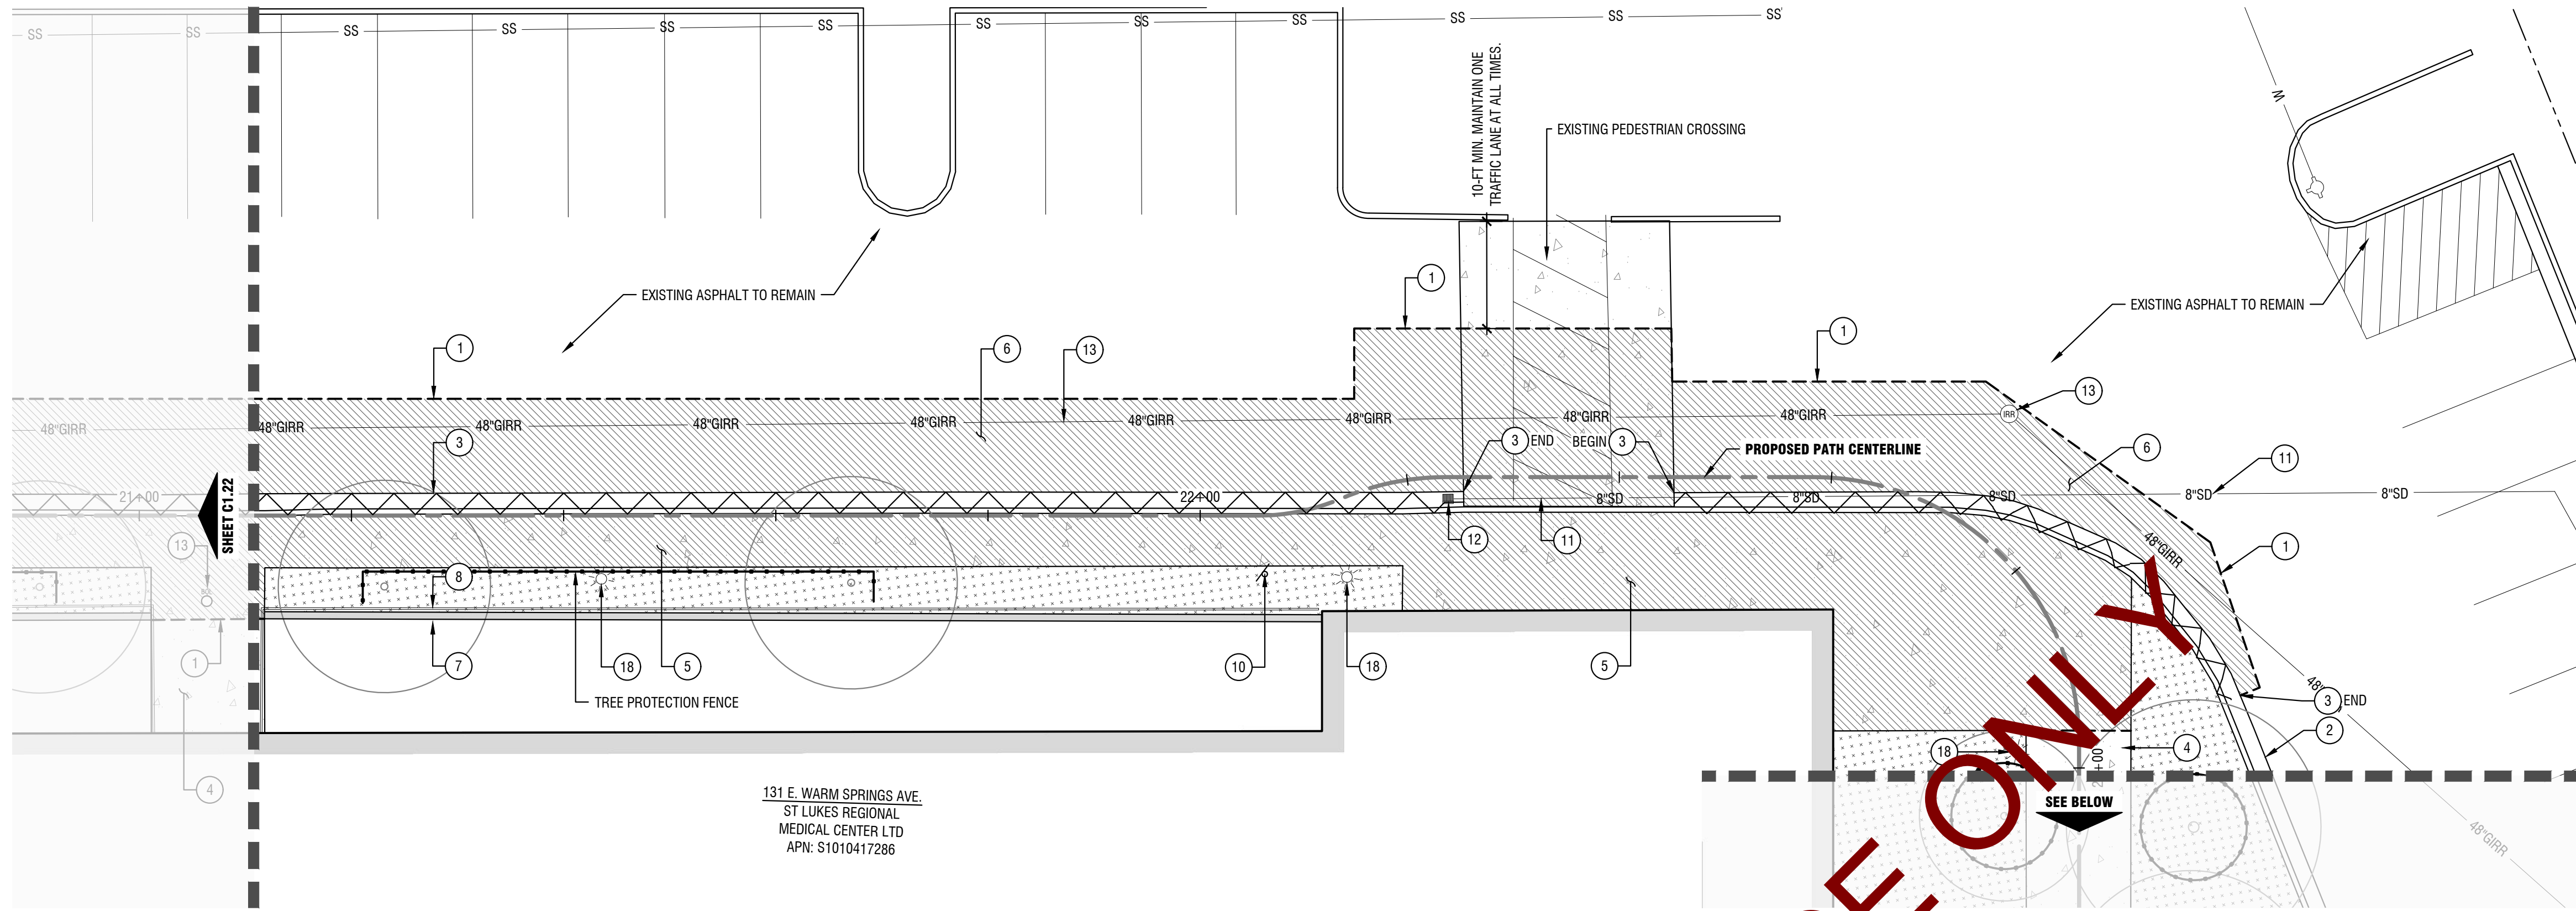 SS
SS
SS
SS
SS
SS
SS
SS
SS
SS
SS
SS
10-FT MIN. MAINTAIN ONE
TRAFFIC LANE AT ALL TIMES.
EXISTING PEDESTRIAN CROSSING
W
EXISTING ASPHALT TO REMAIN
EXISTING ASPHALT TO REMAIN
1
1
1
6
13
13
IRR
48"GIRR
48"GIRR
48"GIRR
48"GIRR
48"GIRR
48"GIRR
48"GIRR
48"GIRR
48"GIRR
3
3 END
BEGIN 3
PROPOSED PATH CENTERLINE
6
11
21+00
22+00
8"SD
8"SD
8"SD
8"SD
8"SD
SHEET C1.22
13
BOL
12
11
48"GIRR
1
8
1
7
18
5
10
18
5
TREE PROTECTION FENCE
4
48"
3 END
2
18
4
+00
SEE BELOW
131 E. WARM SPRINGS AVE.
ST LUKES REGIONAL
MEDICAL CENTER LTD
APN: S1010417286
48"GIRR
E ONLY